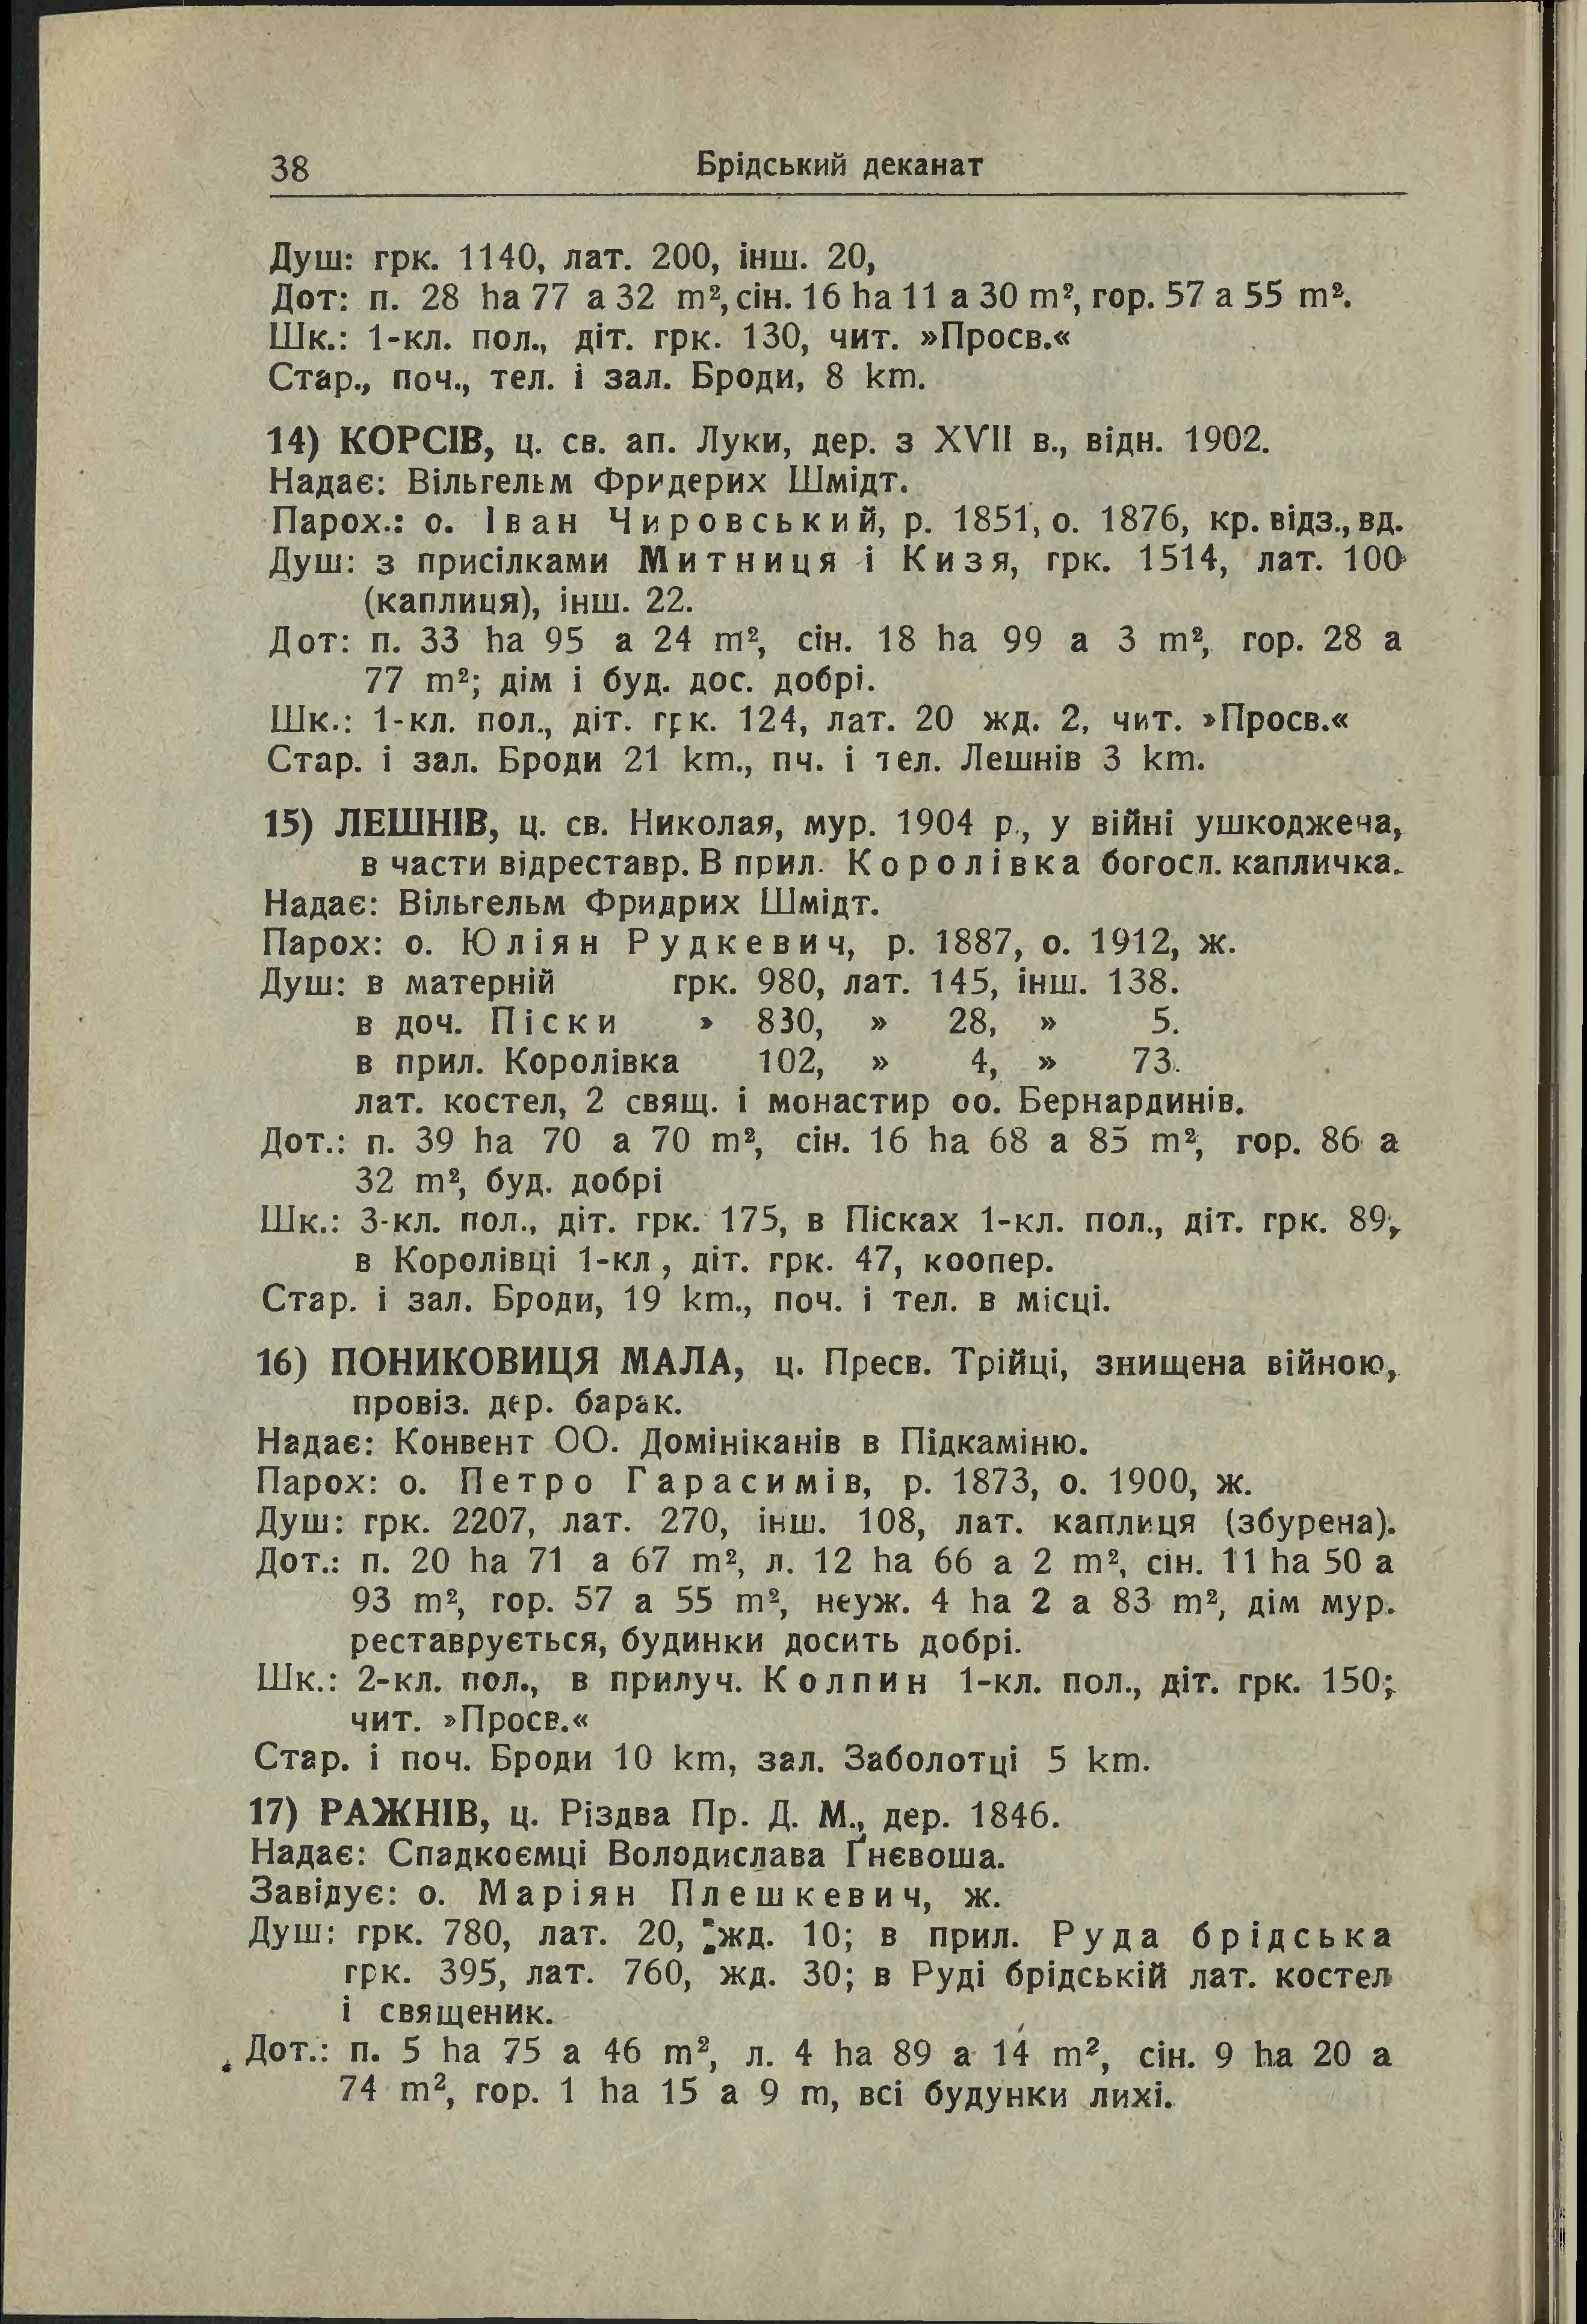 38
Брідський деканат
Душ: грк. 1140, лат. 200, інш. 20,
Дот: п. 28 ha 77 а 32 m², сін. 16 ha 11 а 30 m², гор. 57 а 55 m².
Шк.: 1-кл. пол., діт. грк. 130, чит. »Просв.«
Стар., поч., тел. і зал. Броди, 8 km.
14) КОРСІВ, ц. св. ап. Луки, дер. з XVII в., відн. 1902.
Надає: Вільгельм Фридерих Шмідт.
Парох.: о. Іван Чировський, р. 1851, о. 1876, кр. відз., вд.
Душ: з присілками Митниця і Кизя, грк. 1514, лат. 100
(каплиця), інш. 22.
Дот: п. 33 ha 95 а 24 m², сін. 18 ha 99 а 3 m², гор. 28 а
77 m²; дім і буд. дос. добрі.
Шк.: 1-кл. пол., діт. грк. 124, лат. 20 жд. 2, чит. »Просв.«
Стар. і зал. Броди 21 km., пч. і тел. Лешнів 3 km.
15) ЛЕШНІВ, ц. св. Николая, мур. 1904 р., у війні ушкоджена,
в части відреставр. В прил. Королівка богосл. капличка.
Надає: Вільгельм Фридрих Шмідт.
Парох: о. Юліян Рудкевич, р. 1887, о. 1912, ж.
Душ: в матерній грк. 980, лат. 145, інш. 138.
в доч. Піски » 830, » 28, » 5.
в прил. Королівка 102, » 4, » 73.
лат. костел, 2 свящ. і монастир оо. Бернардинів.
Дот.: п. 39 ha 70 а 70 m², сін. 16 ha 68 а 85 m², гор. 86 а
32 m², буд. добрі
Шк.: 3-кл. пол., діт. грк. 175, в Пісках 1-кл. пол., діт. грк. 89,
в Королівці 1-кл , діт. грк. 47, коопер.
Стар. і зал. Броди, 19 km., поч. і тел. в місці.
16) ПОНИКОВИЦЯ МАЛА, ц. Пресв. Трійці, знищена війною,
провіз. дер. барак.
Надає: Конвент ОО. Домініканів в Підкаміню.
Парох: о. Петро Гарасимів, р. 1873, о. 1900, ж.
Душ: грк. 2207, лат. 270, інш. 108, лат. каплиця (збурена).
Дот.: п. 20 ha 71 а 67 m², л. 12 ha 66 а 2 m², сін. 11 ha 50 а
93 m², гор. 57 а 55 m², неуж. 4 ha 2 а 83 m², дім мур.
реставрується, будинки досить добрі.
Шк.: 2-кл. пол., в прилуч. Колпин 1-кл. пол., діт. грк. 150;
чит. »Просв.«
Стар. і поч. Броди 10 km, зал. Заболотці 5 km.
17) РАЖНІВ, ц. Різдва Пр. Д. М., дер. 1846.
Надає: Спадкоємці Володислава Ґнєвоша.
Завідує: о. Маріян Плешкевич, ж.
Душ: грк. 780, лат. 20, жд. 10; в прил. Руда брідська
грк. 395, лат. 760, жд. 30; в Руді брідській лат. костел
і священик.
Дот.: п. 5 ha 75 а 46 m², л. 4 ha 89 а 14 m², сін. 9 ha 20 а
74 m², гор. 1 ha 15 а 9 m, всі будунки лихі.